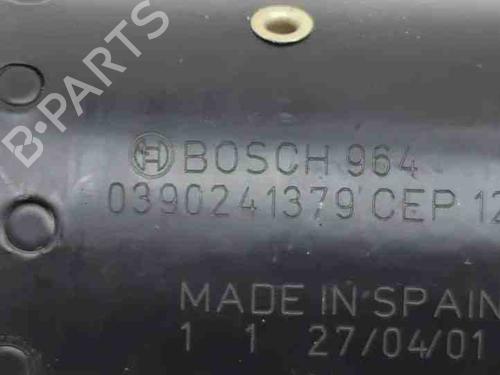 B-PARTS
BOSCH 964
0390241379 CEP 12
MADE IN SPAIN
1 1 27/04/01